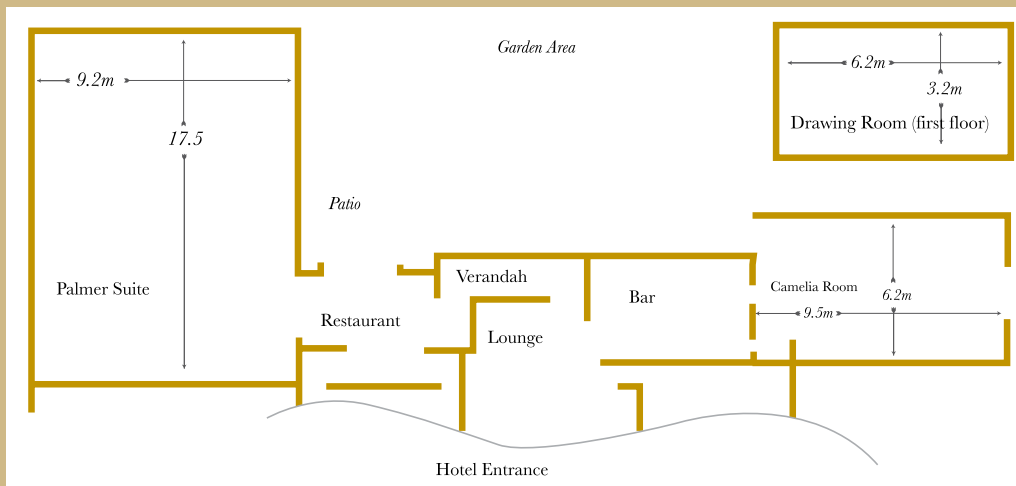 Garden Area
9.2m
6.2m
3.2m
Drawing Room (first floor)
17.5
Patio
Verandah
Palmer Suite
Bar
Camelia Room
6.2m
9.5m
Restaurant
Lounge
Hotel Entrance